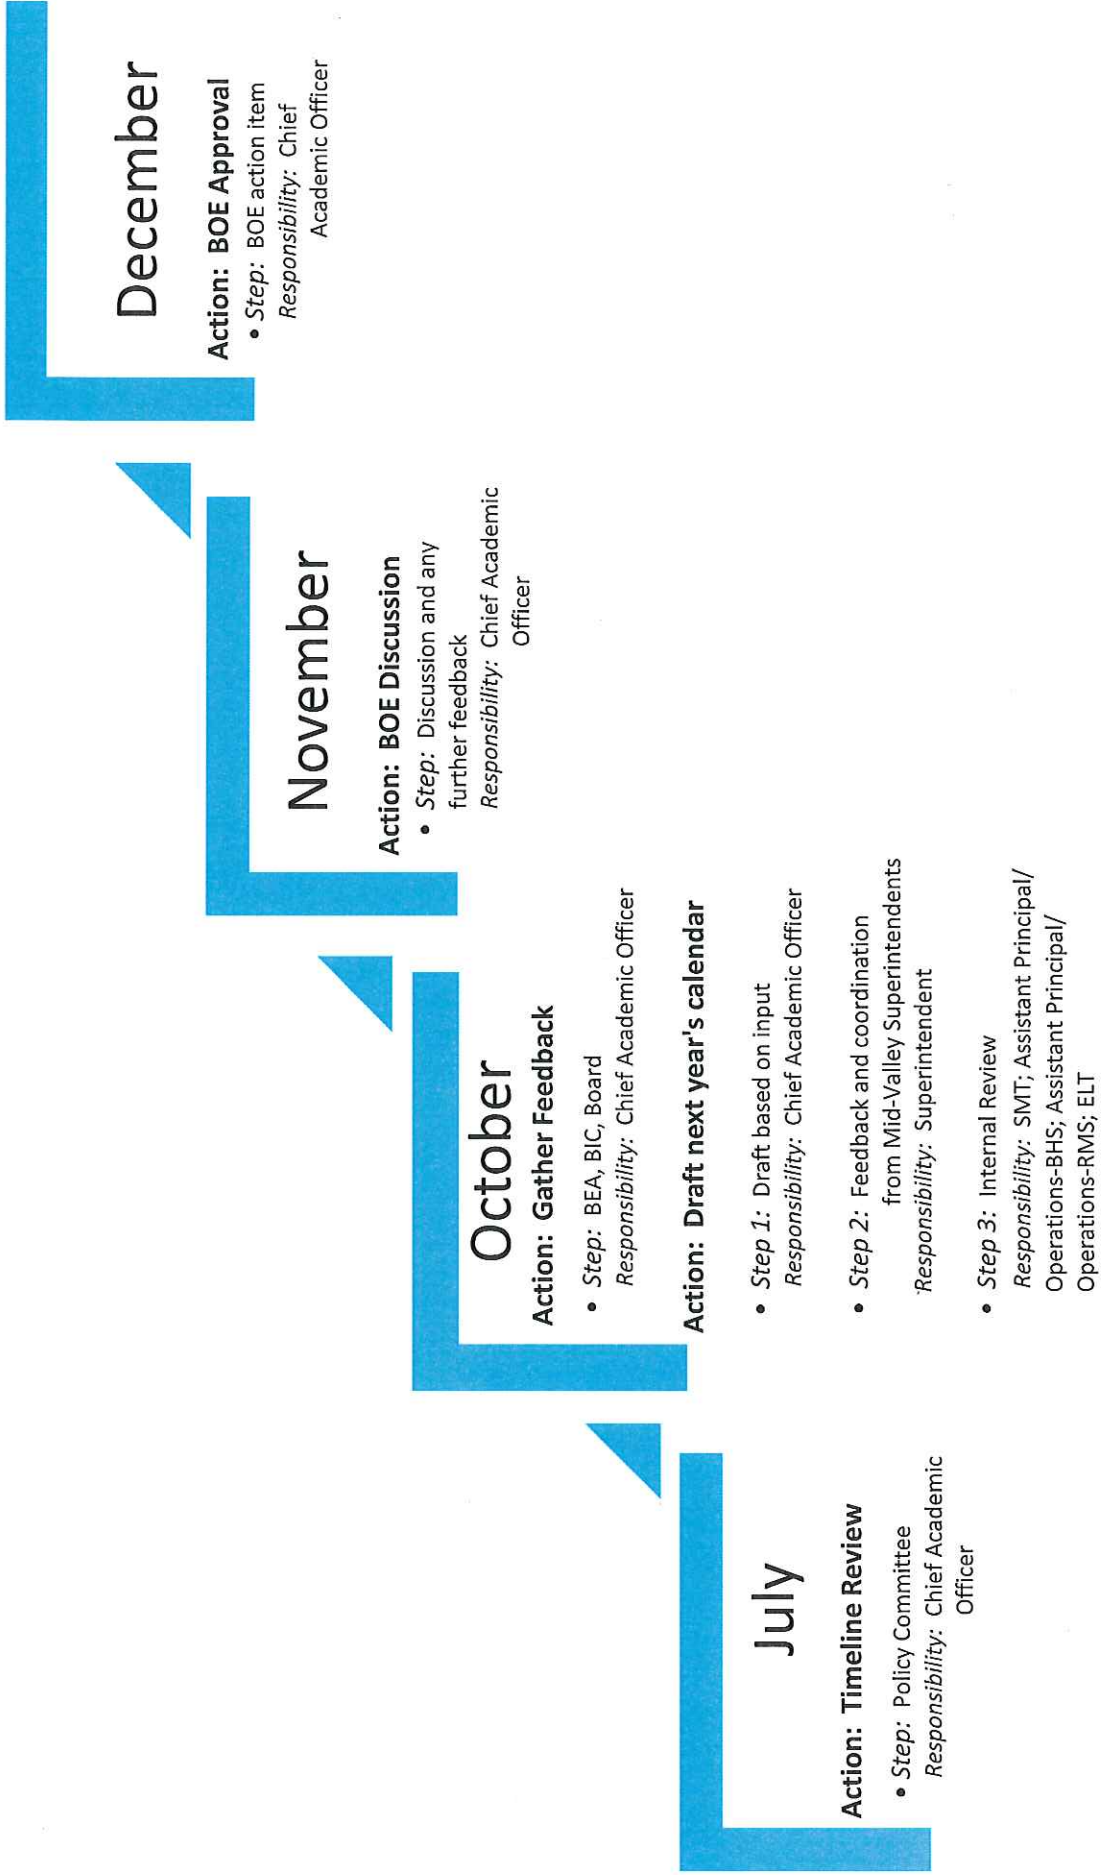 July
Action: Timeline Review
• Step: Policy Committee
Responsibility: Chief Academic
Officer
October
Action: Gather Feedback
• Step: BEA, BIC, Board
Responsibility: Chief Academic Officer
Action: Draft next year's calendar
• Step 1: Draft based on input
Responsibility: Chief Academic Officer
• Step 2: Feedback and coordination
from Mid-Valley Superintendents
Responsibility: Superintendent
• Step 3: Internal Review
Responsibility: SMT; Assistant Principal/
Operations-BHS; Assistant Principal/
Operations-RMS; ELT
November
Action: BOE Discussion
• Step: Discussion and any
further feedback
Responsibility: Chief Academic
Officer
December
Action: BOE Approval
• Step: BOE action item
Responsibility: Chief
Academic Officer